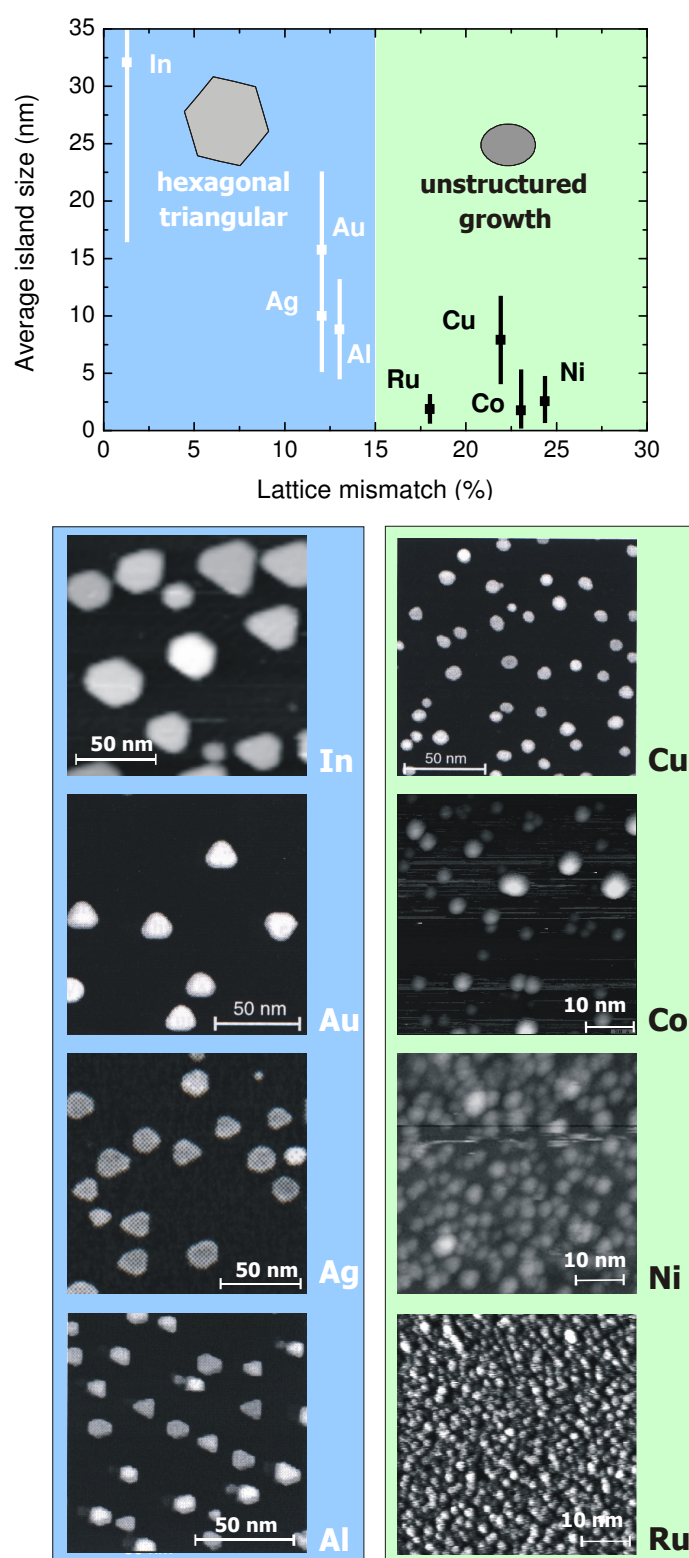 35
30
25
20
15
10
5
0
Average island size (nm)
In
hexagonal
triangular
unstructured
growth
Au
Ag
Al
Cu
Ru
Co
Ni
0 5 10 15 20 25 30
Lattice mismatch (%)
50 nm
In
50 nm
Cu
50 nm
Au
10 nm
Co
50 nm
Ag
10 nm
Ni
50 nm
Al
10 nm
Ru